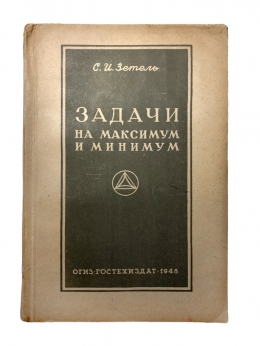 С. И. Зетель
ЗАДАЧИ
НА МАКСИМУМ
И МИНИМУМ
ОГИЗ·ГОСТЕХИЗДАТ·1948